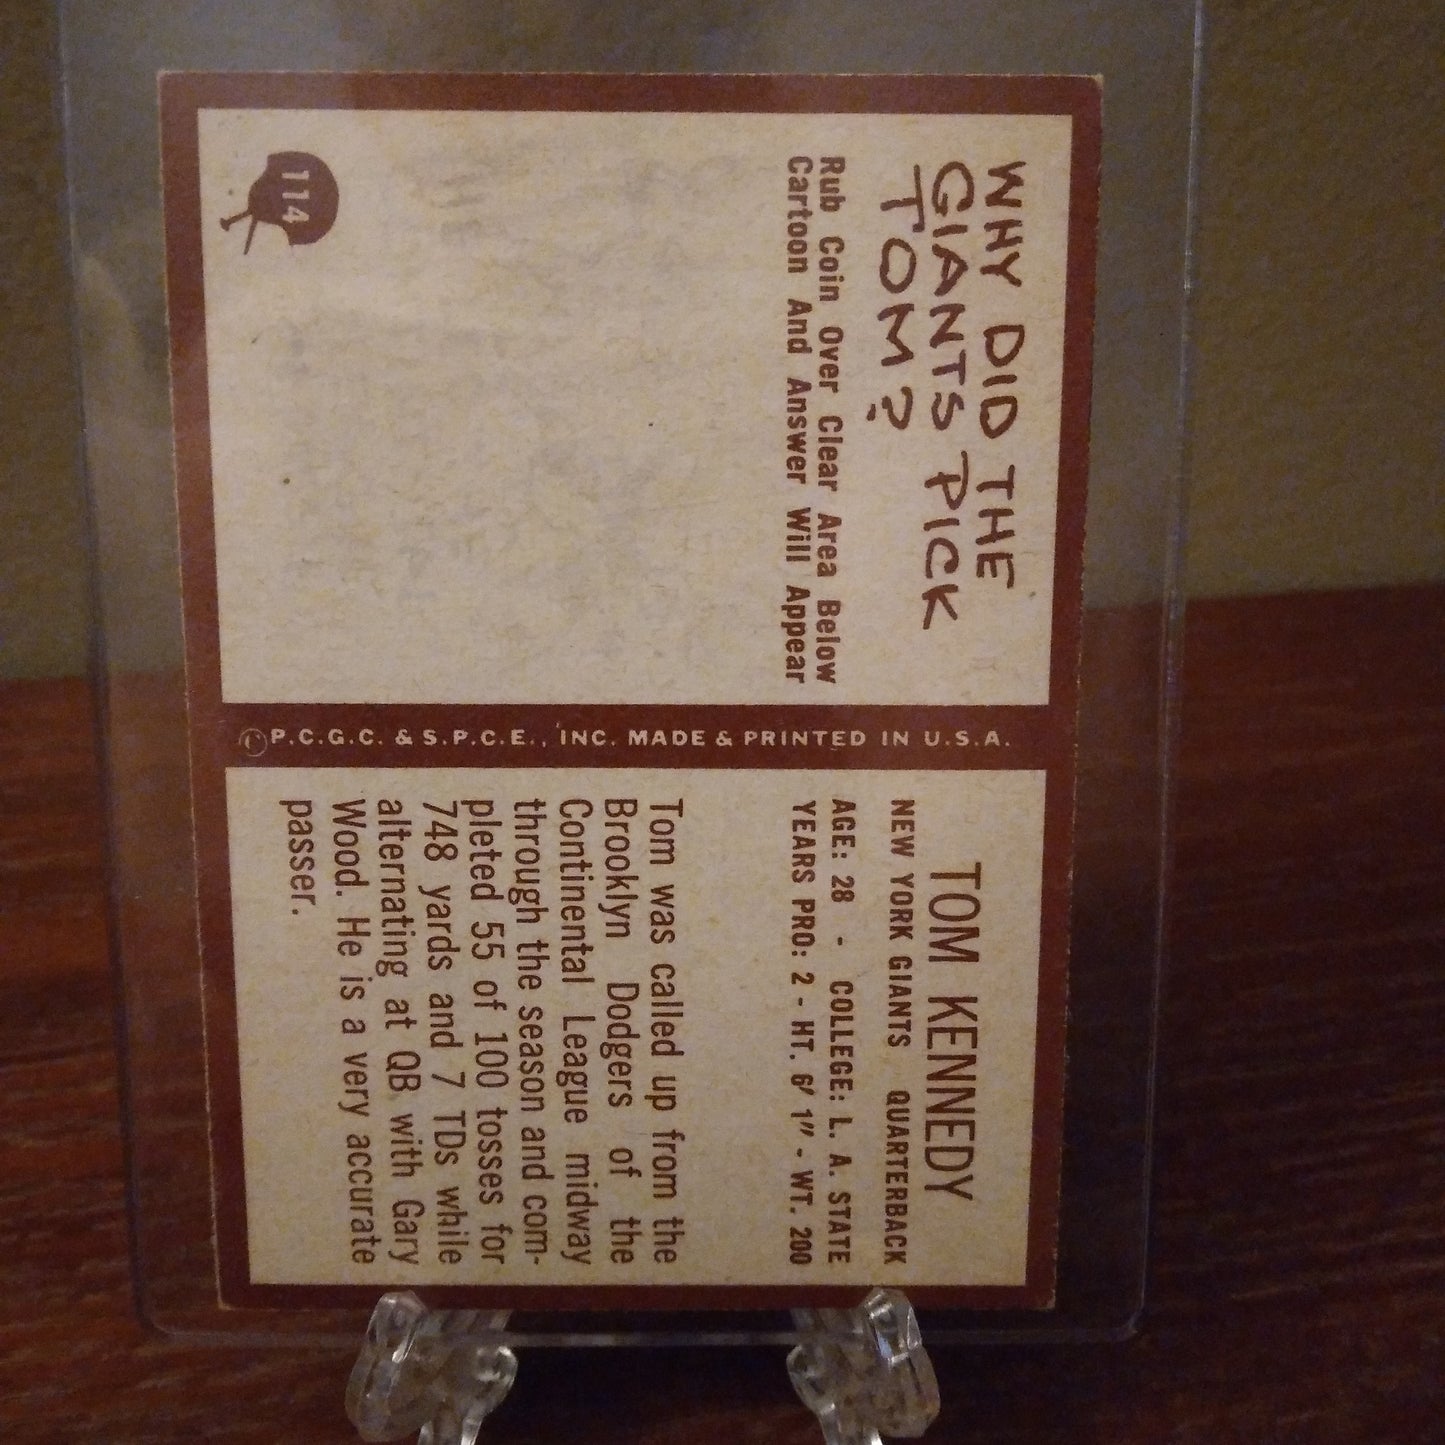 WHY DID THE
GIANTS PICK
TOM?
Rub Coin Over Clear Area Below
Cartoon And Answer Will Appear
114
© P.C.G.C. & S.P.C.E., INC. MADE & PRINTED IN U.S.A.
TOM KENNEDY
NEW YORK GIANTS QUARTERBACK
AGE: 28 - COLLEGE: L. A. STATE
YEARS PRO: 2 - HT. 6' 1" - WT. 200
Tom was called up from the
Brooklyn Dodgers of the
Continental League midway
through the season and com-
pleted 55 of 100 tosses for
748 yards and 7 TDs while
alternating at QB with Gary
Wood. He is a very accurate
passer.